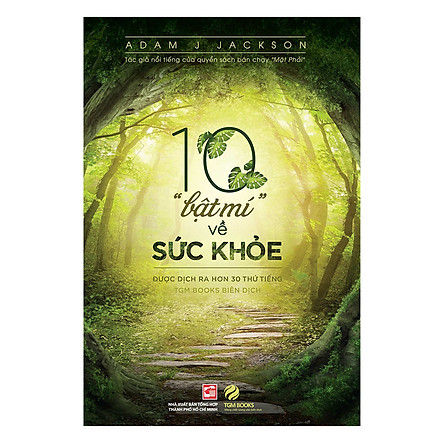 ADAM J JACKSON
Tác giả nổi tiếng của quyển sách bán chạy "Một Phải"
10
"bật mí"
về
SỨC KHỎE
ĐƯỢC DỊCH RA HƠN 30 THỨ TIẾNG
TGM BOOKS BIÊN DỊCH
NHÀ XUẤT BẢN TỔNG HỢP
THÀNH PHỐ HỒ CHÍ MINH
TGM BOOKS